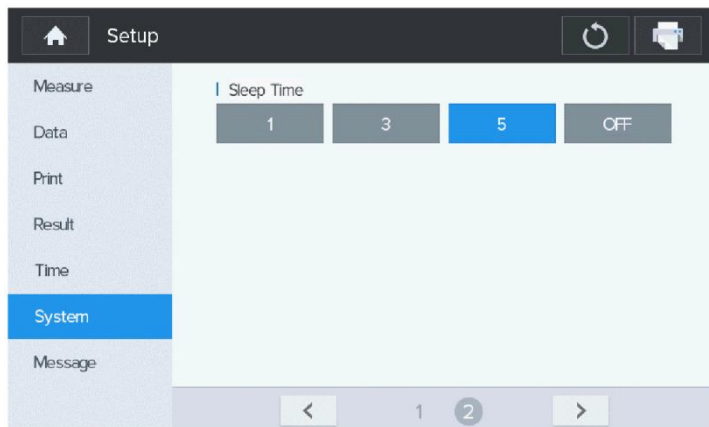 Setup
Measure
Data
Print
Result
Time
System
Message
Sleep Time
1 3 5 OFF
< 1 2 >